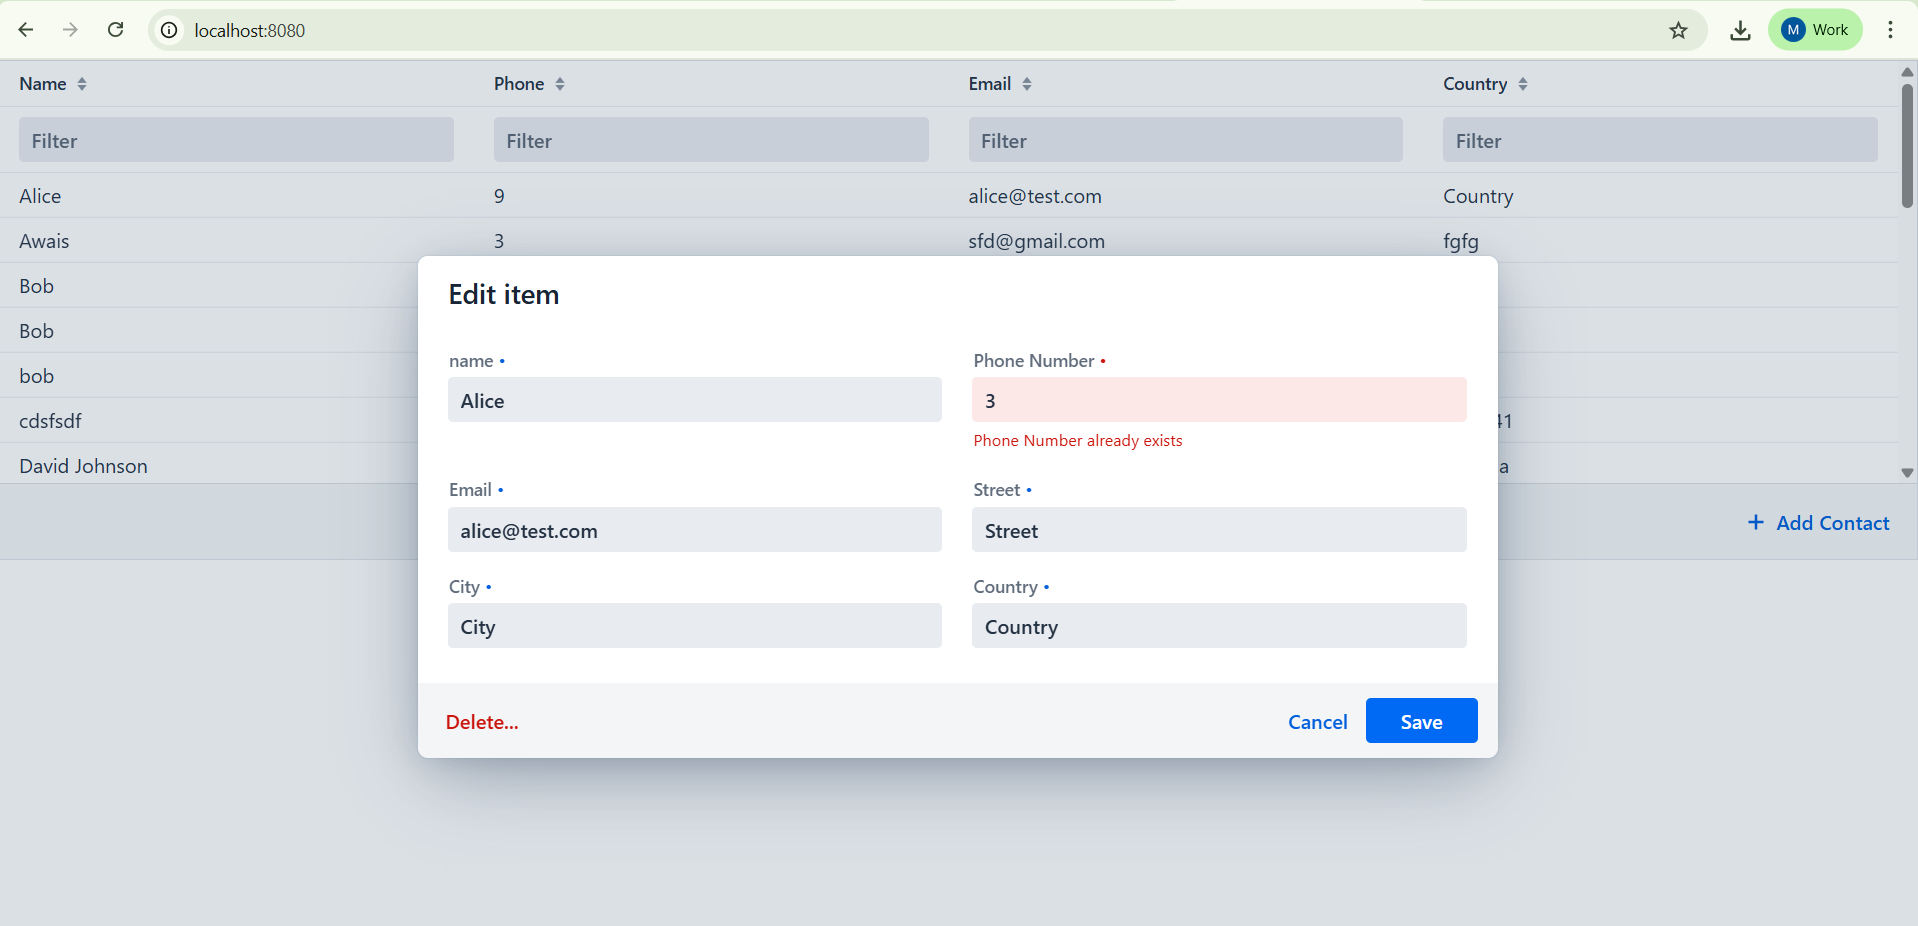 localhost:8080
M Work
Name Phone Email Country
Filter Filter Filter Filter
Alice 9 alice@test.com Country
Awais 3 sfd@gmail.com fgfg
Bob
Bob
bob
cdsfsdf 41
David Johnson a
+ Add Contact
Edit item
name • Phone Number •
Alice 3
Phone Number already exists
Email • Street •
alice@test.com Street
City • Country •
City Country
Delete... Cancel Save